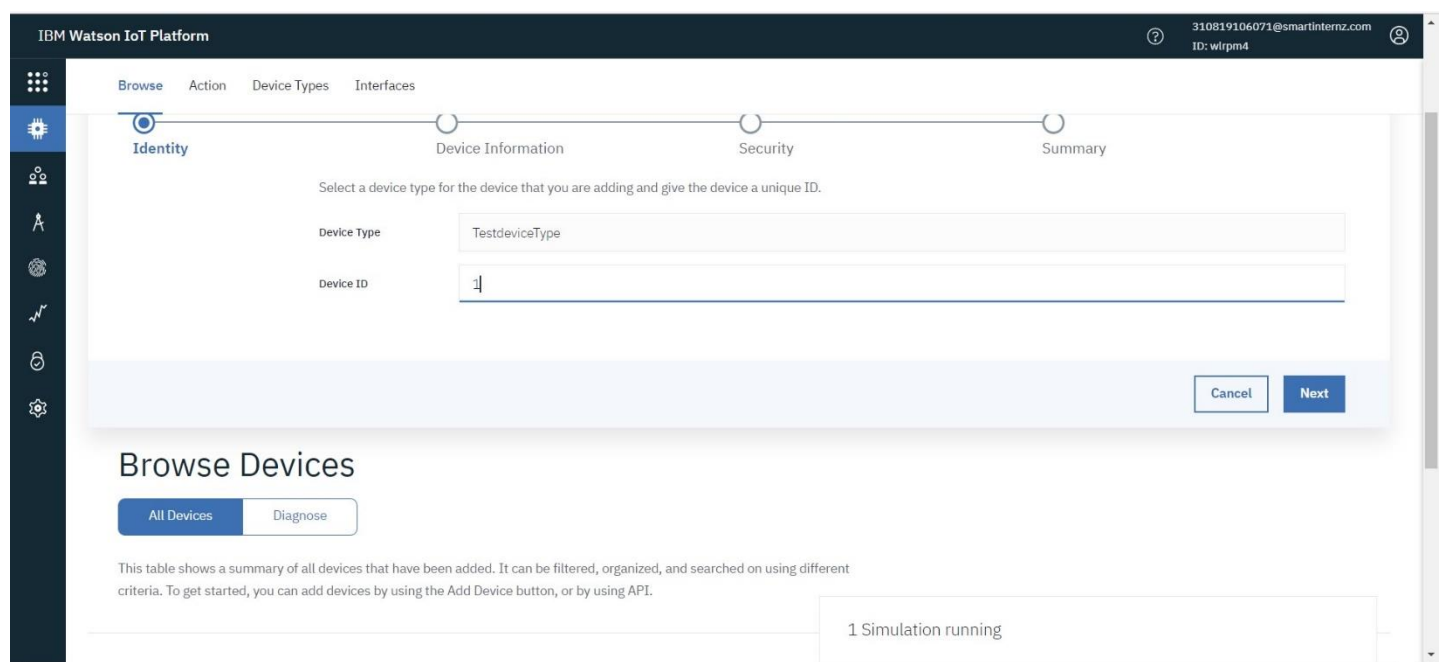 IBM Watson IoT Platform
310819106071@smartinternz.com
ID: wlrpm4
Browse Action Device Types Interfaces
Identity Device Information Security Summary
Select a device type for the device that you are adding and give the device a unique ID.
Device Type TestdeviceType
Device ID 1
Cancel Next
Browse Devices
All Devices Diagnose
This table shows a summary of all devices that have been added. It can be filtered, organized, and searched on using different
criteria. To get started, you can add devices by using the Add Device button, or by using API.
1 Simulation running